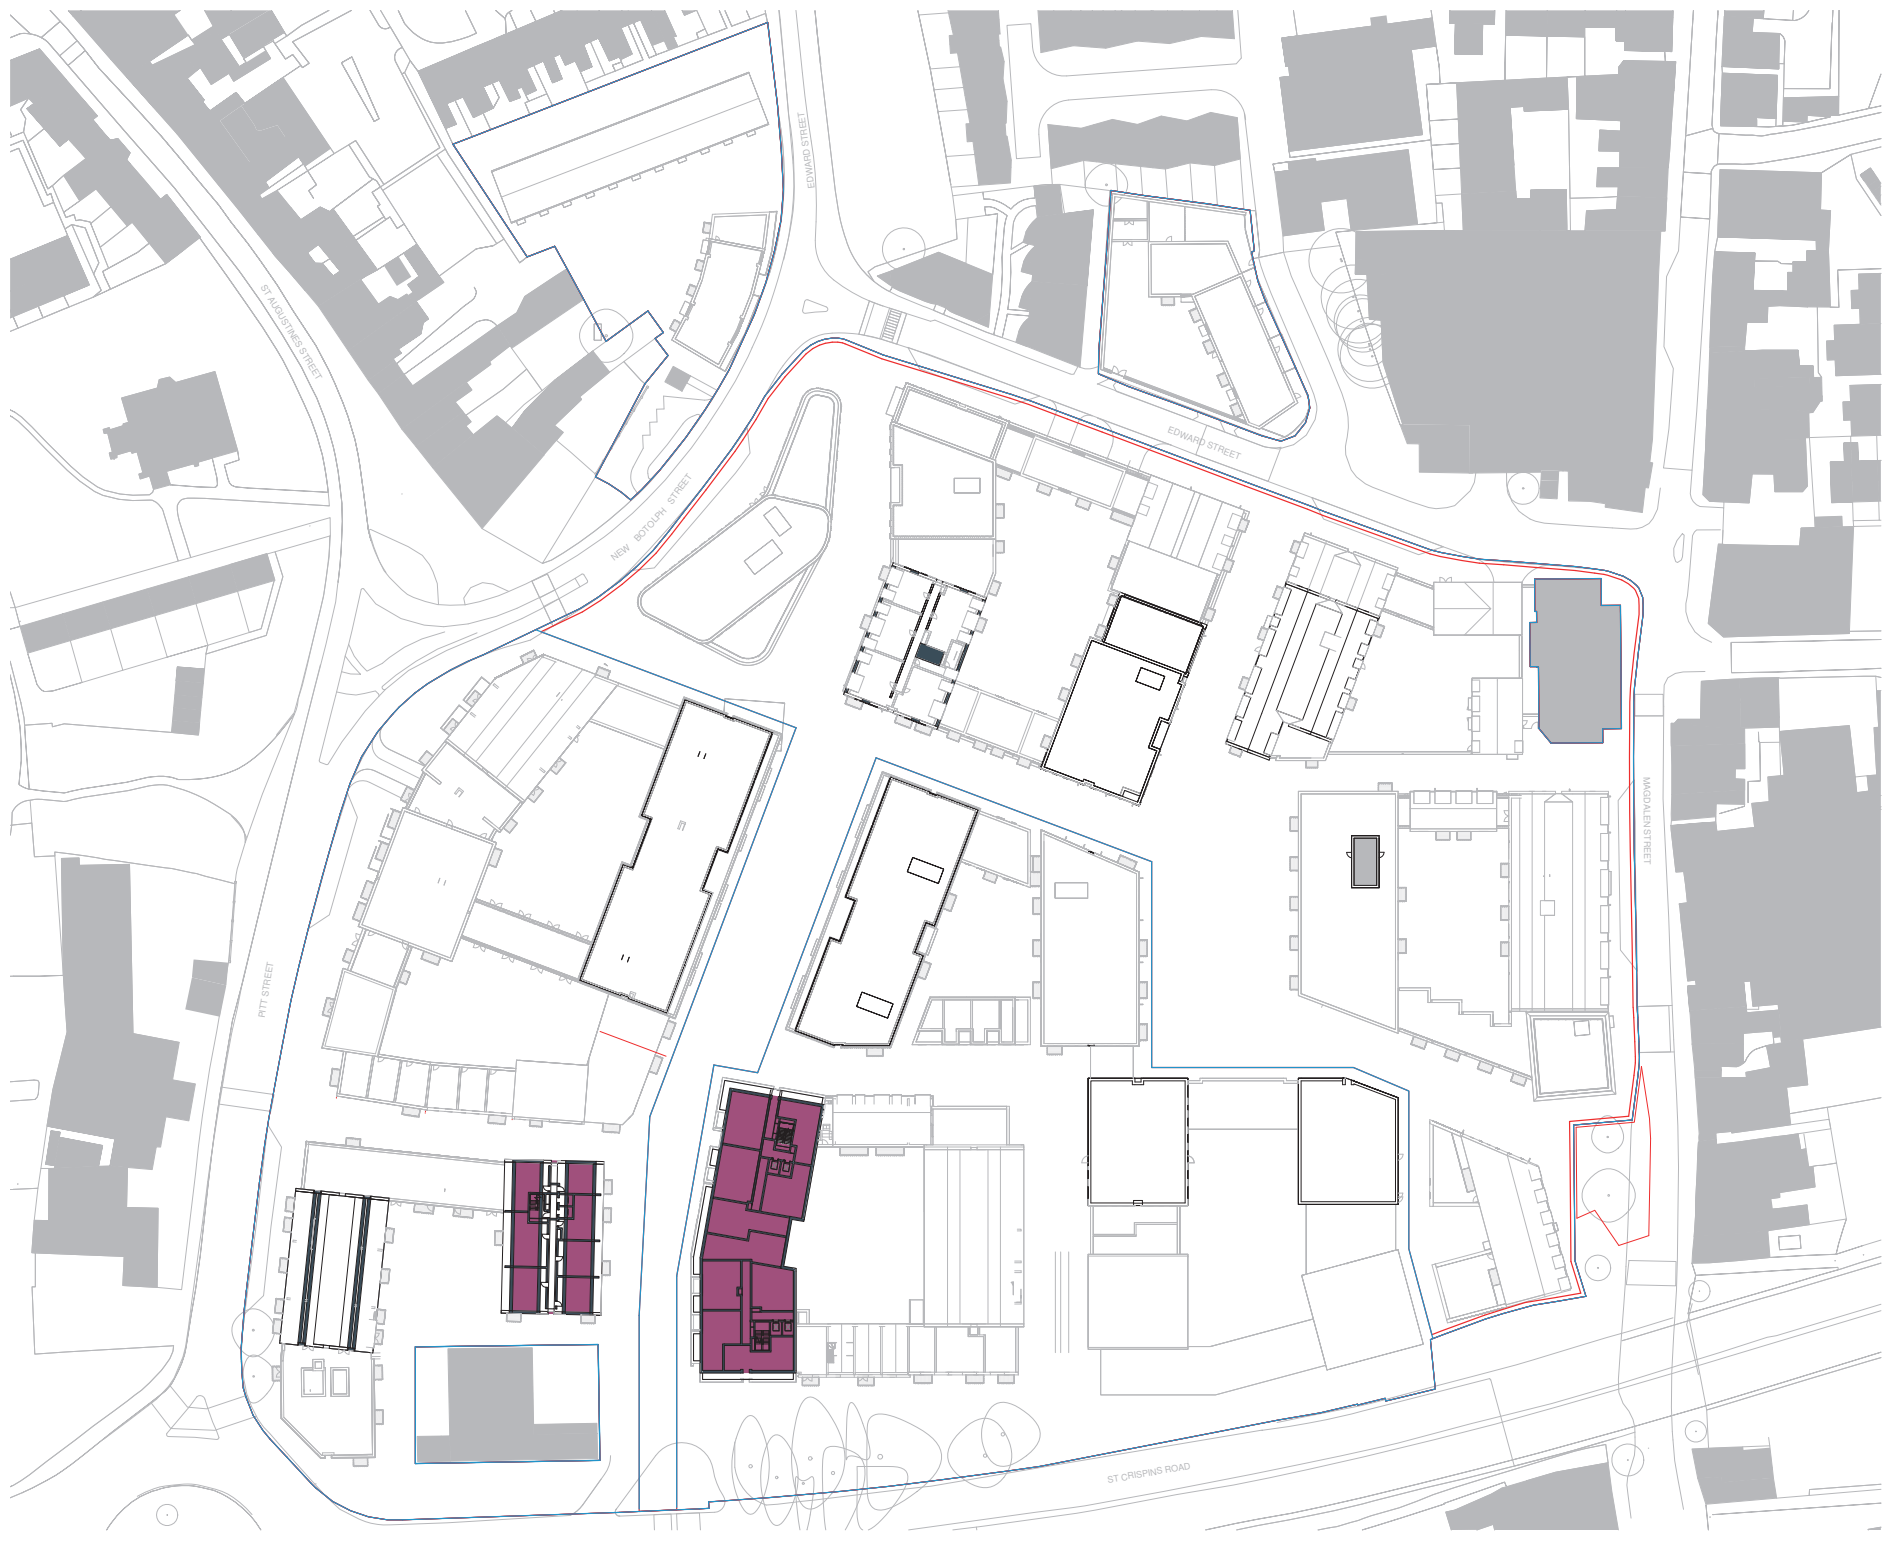 EDWARD STREET
ST AUGUSTINES STREET
EDWARD STREET
NEW BOTOLPH STREET
MAGDALEN STREET
PITT STREET
ST CRISPINS ROAD